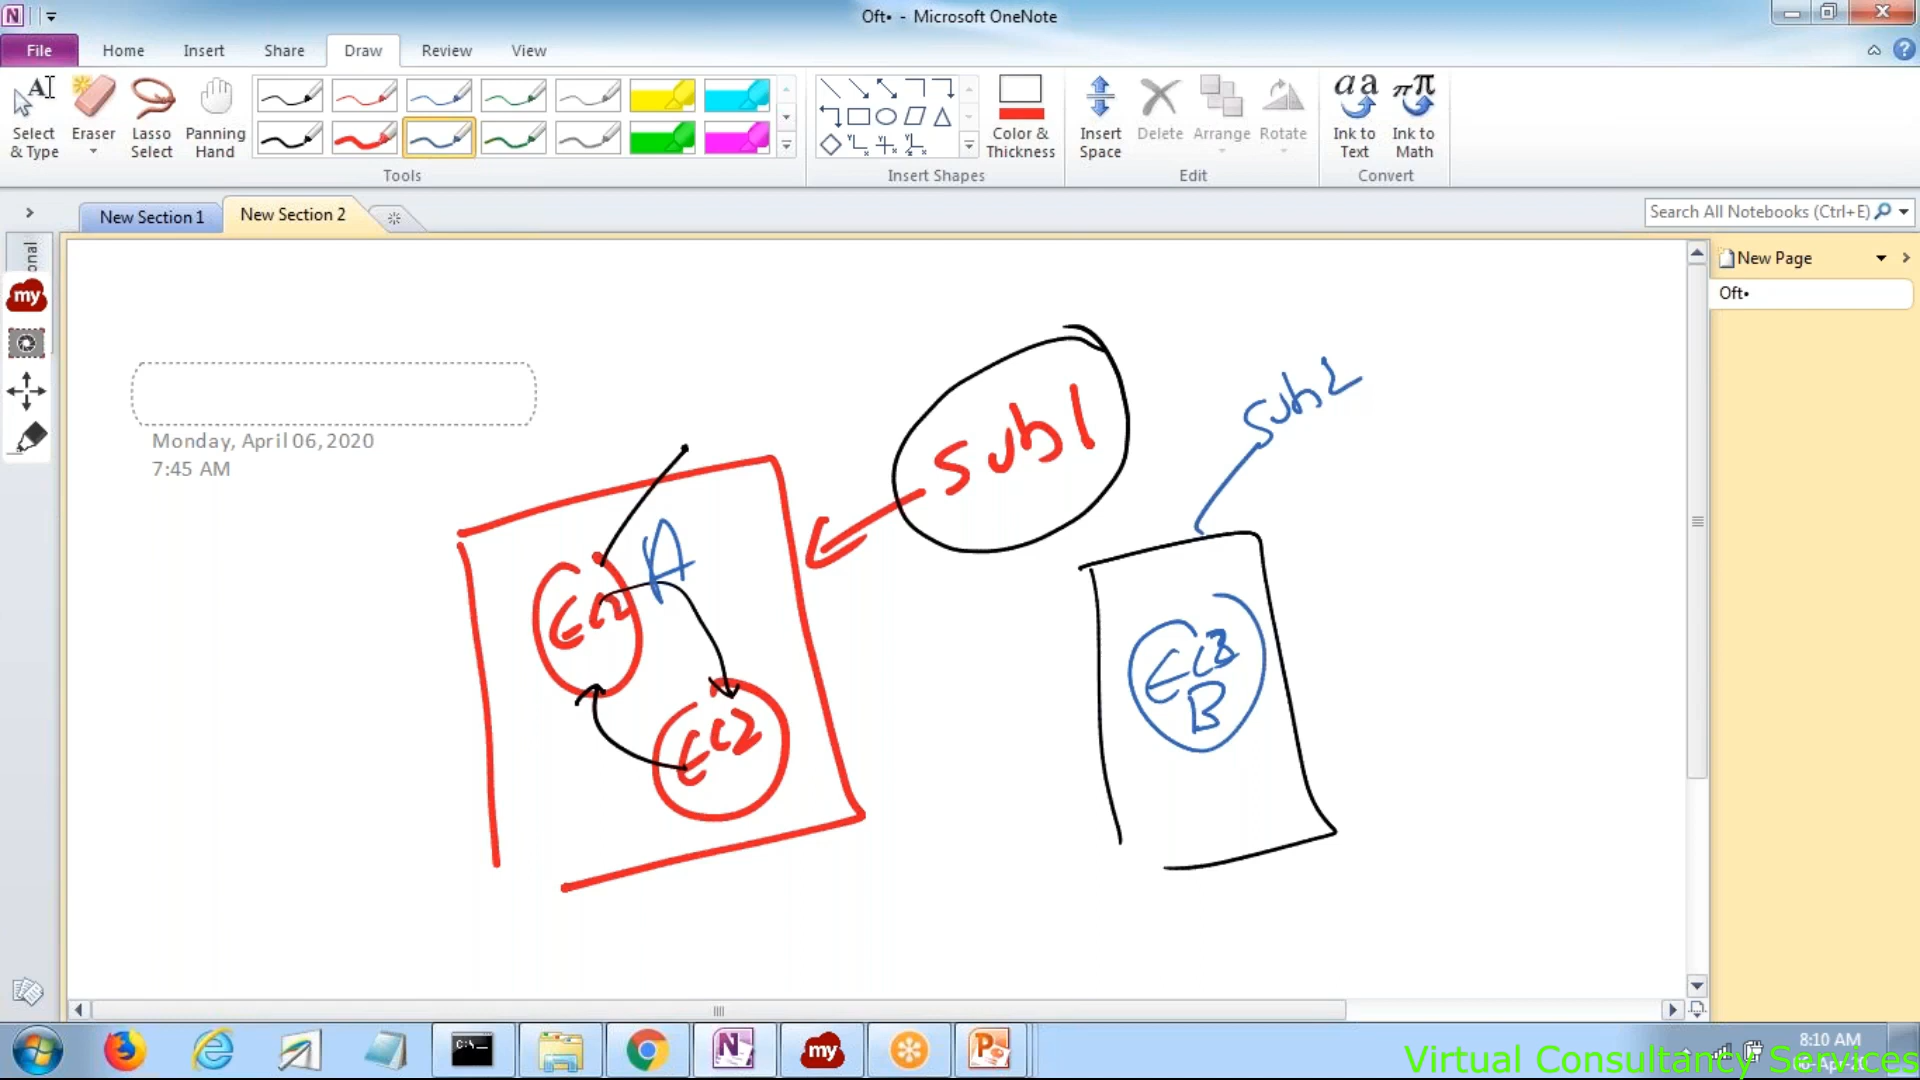 Oft• - Microsoft OneNote
File Home Insert Share Draw Review View
Select & Type
Eraser
Lasso Select
Panning Hand
Color & Thickness
Insert Space
Delete
Arrange
Rotate
Ink to Text
Ink to Math
Tools
Insert Shapes
Edit
Convert
New Section 1
New Section 2
Search All Notebooks (Ctrl+E)
onal
New Page
my
Oft•
Monday, April 06, 2020
7:45 AM
Sub1
Sub2
A
EC2
EC2
B
8:10 AM
my
Virtual Consultancy Services